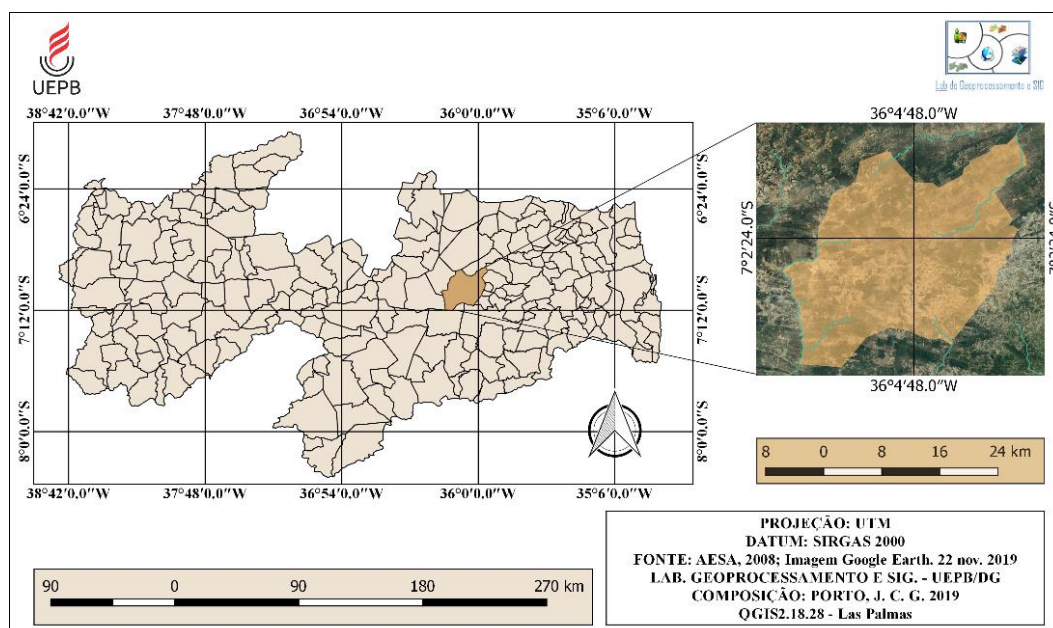 UEPB
Lab de Geoprocessamento e SIG
38°42'0.0"W 37°48'0.0"W 36°54'0.0"W 36°0'0.0"W 35°6'0.0"W
6°24'0.0"S
7°12'0.0"S
8°0'0.0"S
6°24'0.0"S
7°12'0.0"S
8°0'0.0"S
38°42'0.0"W 37°48'0.0"W 36°54'0.0"W 36°0'0.0"W 35°6'0.0"W
36°4'48.0"W
7°2'24.0"S
7°2'24.0"S
36°4'48.0"W
8 0 8 16 24 km
90 0 90 180 270 km
PROJEÇÃO: UTM
DATUM: SIRGAS 2000
FONTE: AESA, 2008; Imagem Google Earth. 22 nov. 2019
LAB. GEOPROCESSAMENTO E SIG. - UEPB/DG
COMPOSIÇÃO: PORTO, J. C. G. 2019
QGIS2.18.28 - Las Palmas